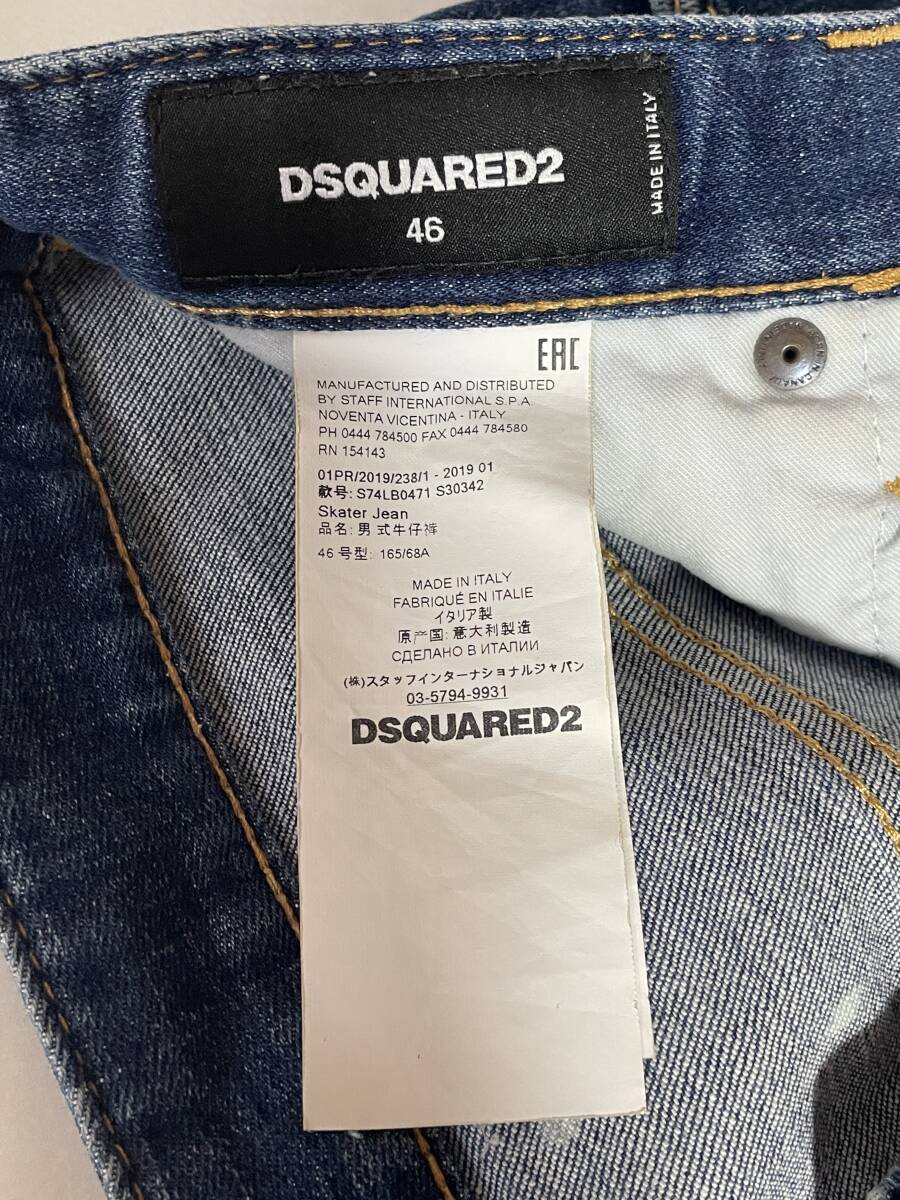 DSQUARED2
46
MADE IN ITALY
EAC
MANUFACTURED AND DISTRIBUTED
BY STAFF INTERNATIONAL S.P.A.
NOVENTA VICENTINA - ITALY
PH 0444 784500 FAX 0444 784580
RN 154143
01PR/2019/238/1 - 2019 01
款号: S74LB0471 S30342
Skater Jean
品名: 男 式牛仔裤
46 号型: 165/68A
MADE IN ITALY
FABRIQUÉ EN ITALIE
イタリア製
原产国: 意大利製造
СДЕЛАНО В ИТАЛИИ
(株)スタッフインターナショナルジャパン
03-5794-9931
DSQUARED2